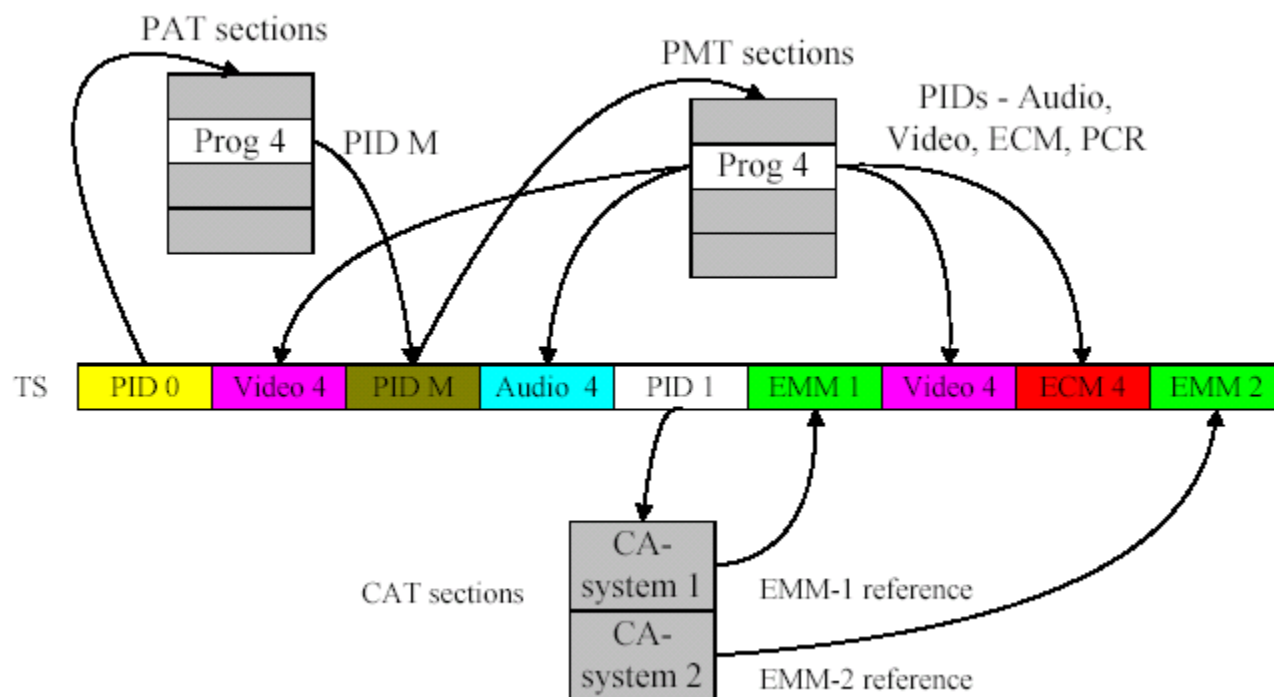 PAT sections
PMT sections
PIDs - Audio,
Video, ECM, PCR
Prog 4
PID M
Prog 4
TS
PID 0
Video 4
PID M
Audio 4
PID 1
EMM 1
Video 4
ECM 4
EMM 2
CA-
system 1
CAT sections
EMM-1 reference
CA-
system 2
EMM-2 reference